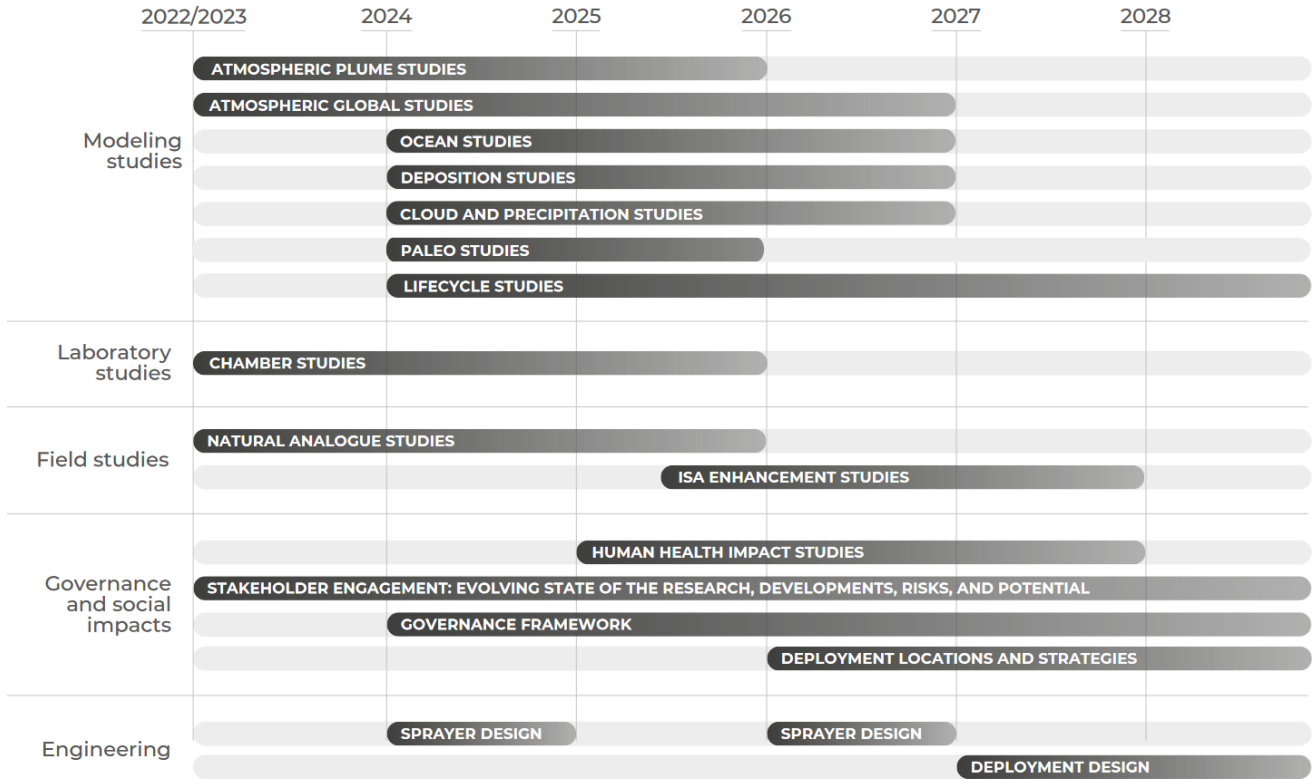 2022/2023 2024 2025 2026 2027 2028
Modeling
studies
ATMOSPHERIC PLUME STUDIES
ATMOSPHERIC GLOBAL STUDIES
OCEAN STUDIES
DEPOSITION STUDIES
CLOUD AND PRECIPITATION STUDIES
PALEO STUDIES
LIFECYCLE STUDIES
Laboratory
studies
CHAMBER STUDIES
Field studies
NATURAL ANALOGUE STUDIES
ISA ENHANCEMENT STUDIES
Governance
and social
impacts
HUMAN HEALTH IMPACT STUDIES
STAKEHOLDER ENGAGEMENT: EVOLVING STATE OF THE RESEARCH, DEVELOPMENTS, RISKS, AND POTENTIAL
GOVERNANCE FRAMEWORK
DEPLOYMENT LOCATIONS AND STRATEGIES
Engineering
SPRAYER DESIGN SPRAYER DESIGN
DEPLOYMENT DESIGN